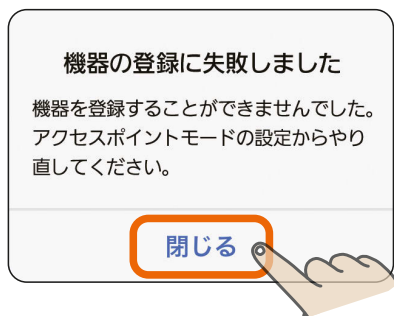 機器の登録に失敗しました
機器を登録することができませんでした。
アクセスポイントモードの設定からやり
直してください。
閉じる